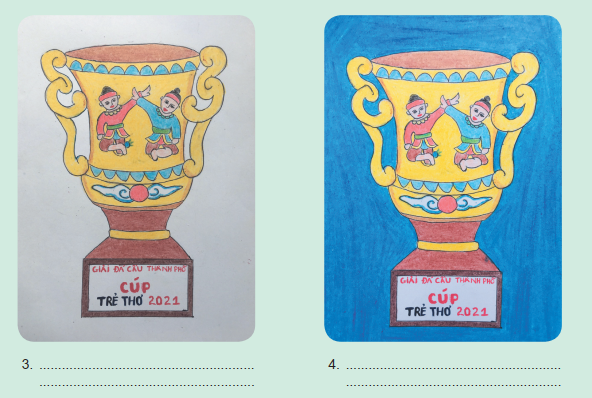 GIẢI ĐÁ CẦU THÀNH PHỐ
CÚP
TRẺ THƠ 2021
GIẢI ĐÁ CẦU THÀNH PHỐ
CÚP
TRẺ THƠ 2021
3. ..........................................................
..........................................................
4. ..........................................................
..........................................................